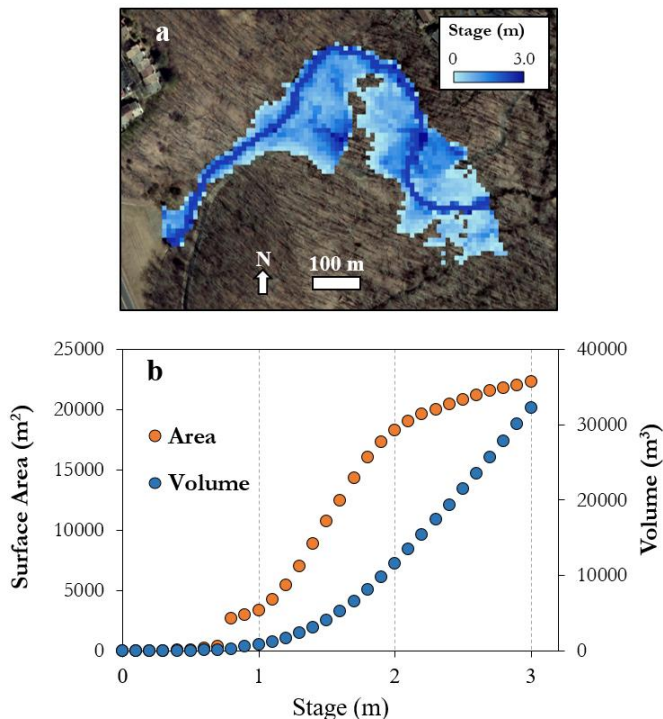 a
Stage (m)
0 3.0
N
100 m
b
25000
20000
15000
10000
5000
0
Surface Area (m²)
Area
Volume
40000
30000
20000
10000
0
Volume (m³)
0 1 2 3
Stage (m)